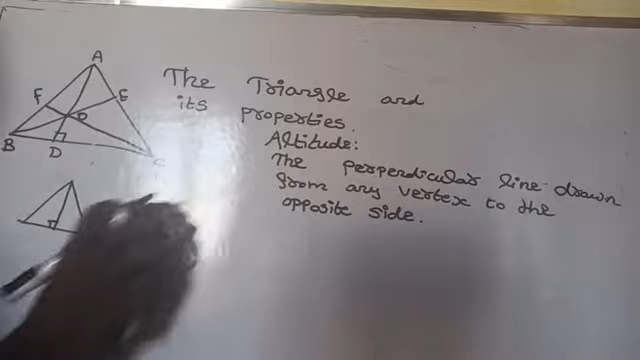 A
F
E
O
B
D
C
The Triangle and
its properties.
Altitude:
The perpendicular line drawn
from any vertex to the
opposite side.